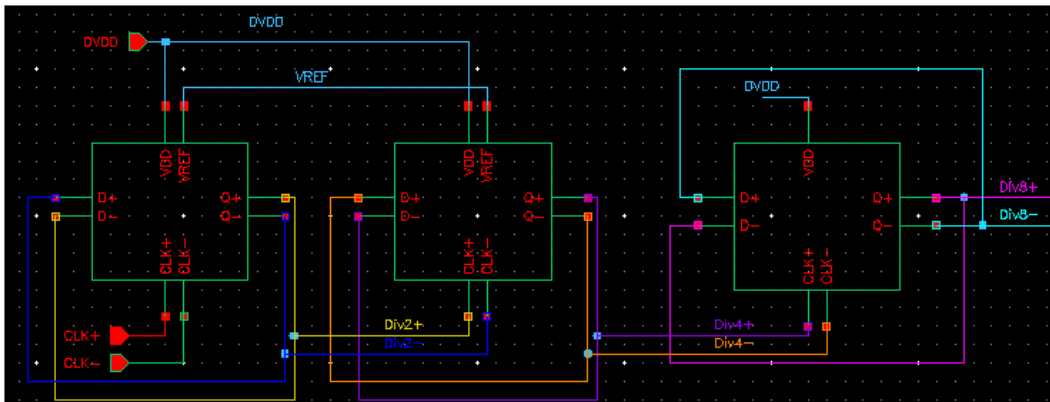 DVDD
DVDD
VREF
DVDD
VDD
VREF
VDD
VREF
VDD
D+
Q+
D+
Q+
D+
Q+
Div8+
D-
Q-
D-
Q-
D-
Q-
Div8-
CLK+
CLK-
CLK+
CLK-
CLK+
CLK-
CLK+
Div2+
Div4+
CLK-
Div2-
Div4-